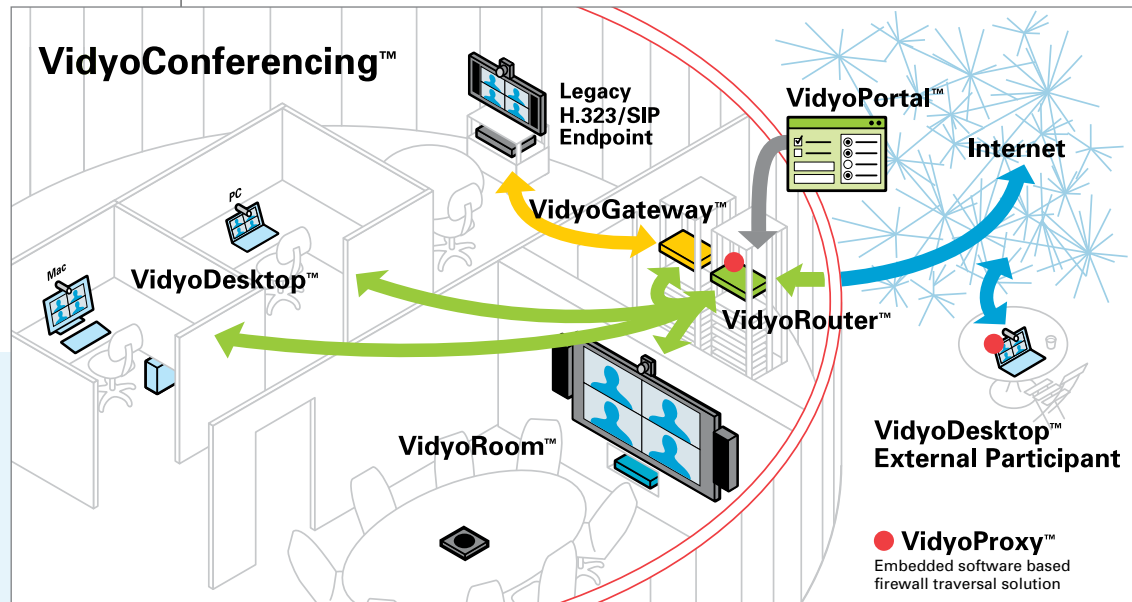 VidyoConferencing™
Legacy
H.323/SIP
Endpoint
VidyoPortal™
Internet
PC
VidyoGateway™
Mac
VidyoDesktop™
VidyoRouter™
VidyoRoom™
VidyoDesktop™
External Participant
VidyoProxy™
Embedded software based
firewall traversal solution